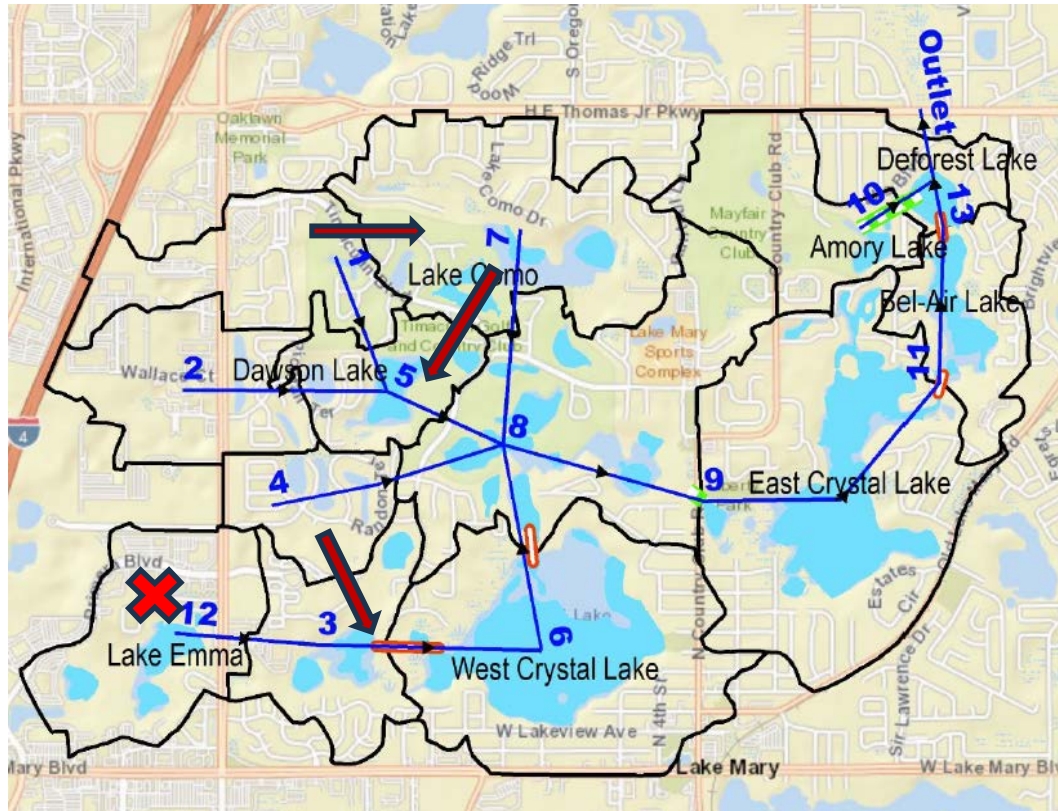 Wood Ridge Trl
S Oregon
V
International Pkwy
Oaklawn
Memorial
Park
H E Thomas Jr Pkwy
Outlet
Deforest Lake
Lake Como Dr
Country Club Rd
10
13
Mayfair
Country
Club
Amory Lake
1
7
Lake Como
Bel-Air Lake
Timacuan Golf
and Country Club
Lake Mary
Sports
Complex
Wallace Ct
2
Dawson Lake
5
11
8
4
9
East Crystal Lake
Park
Estates
Cir
12
3
6
Lake
Lake Emma
West Crystal Lake
N Country Club R
N 4th St
Sir Lawrence Dr
W Lakeview Ave
Mary Blvd
Lake Mary
W Lake Mary Blv
4